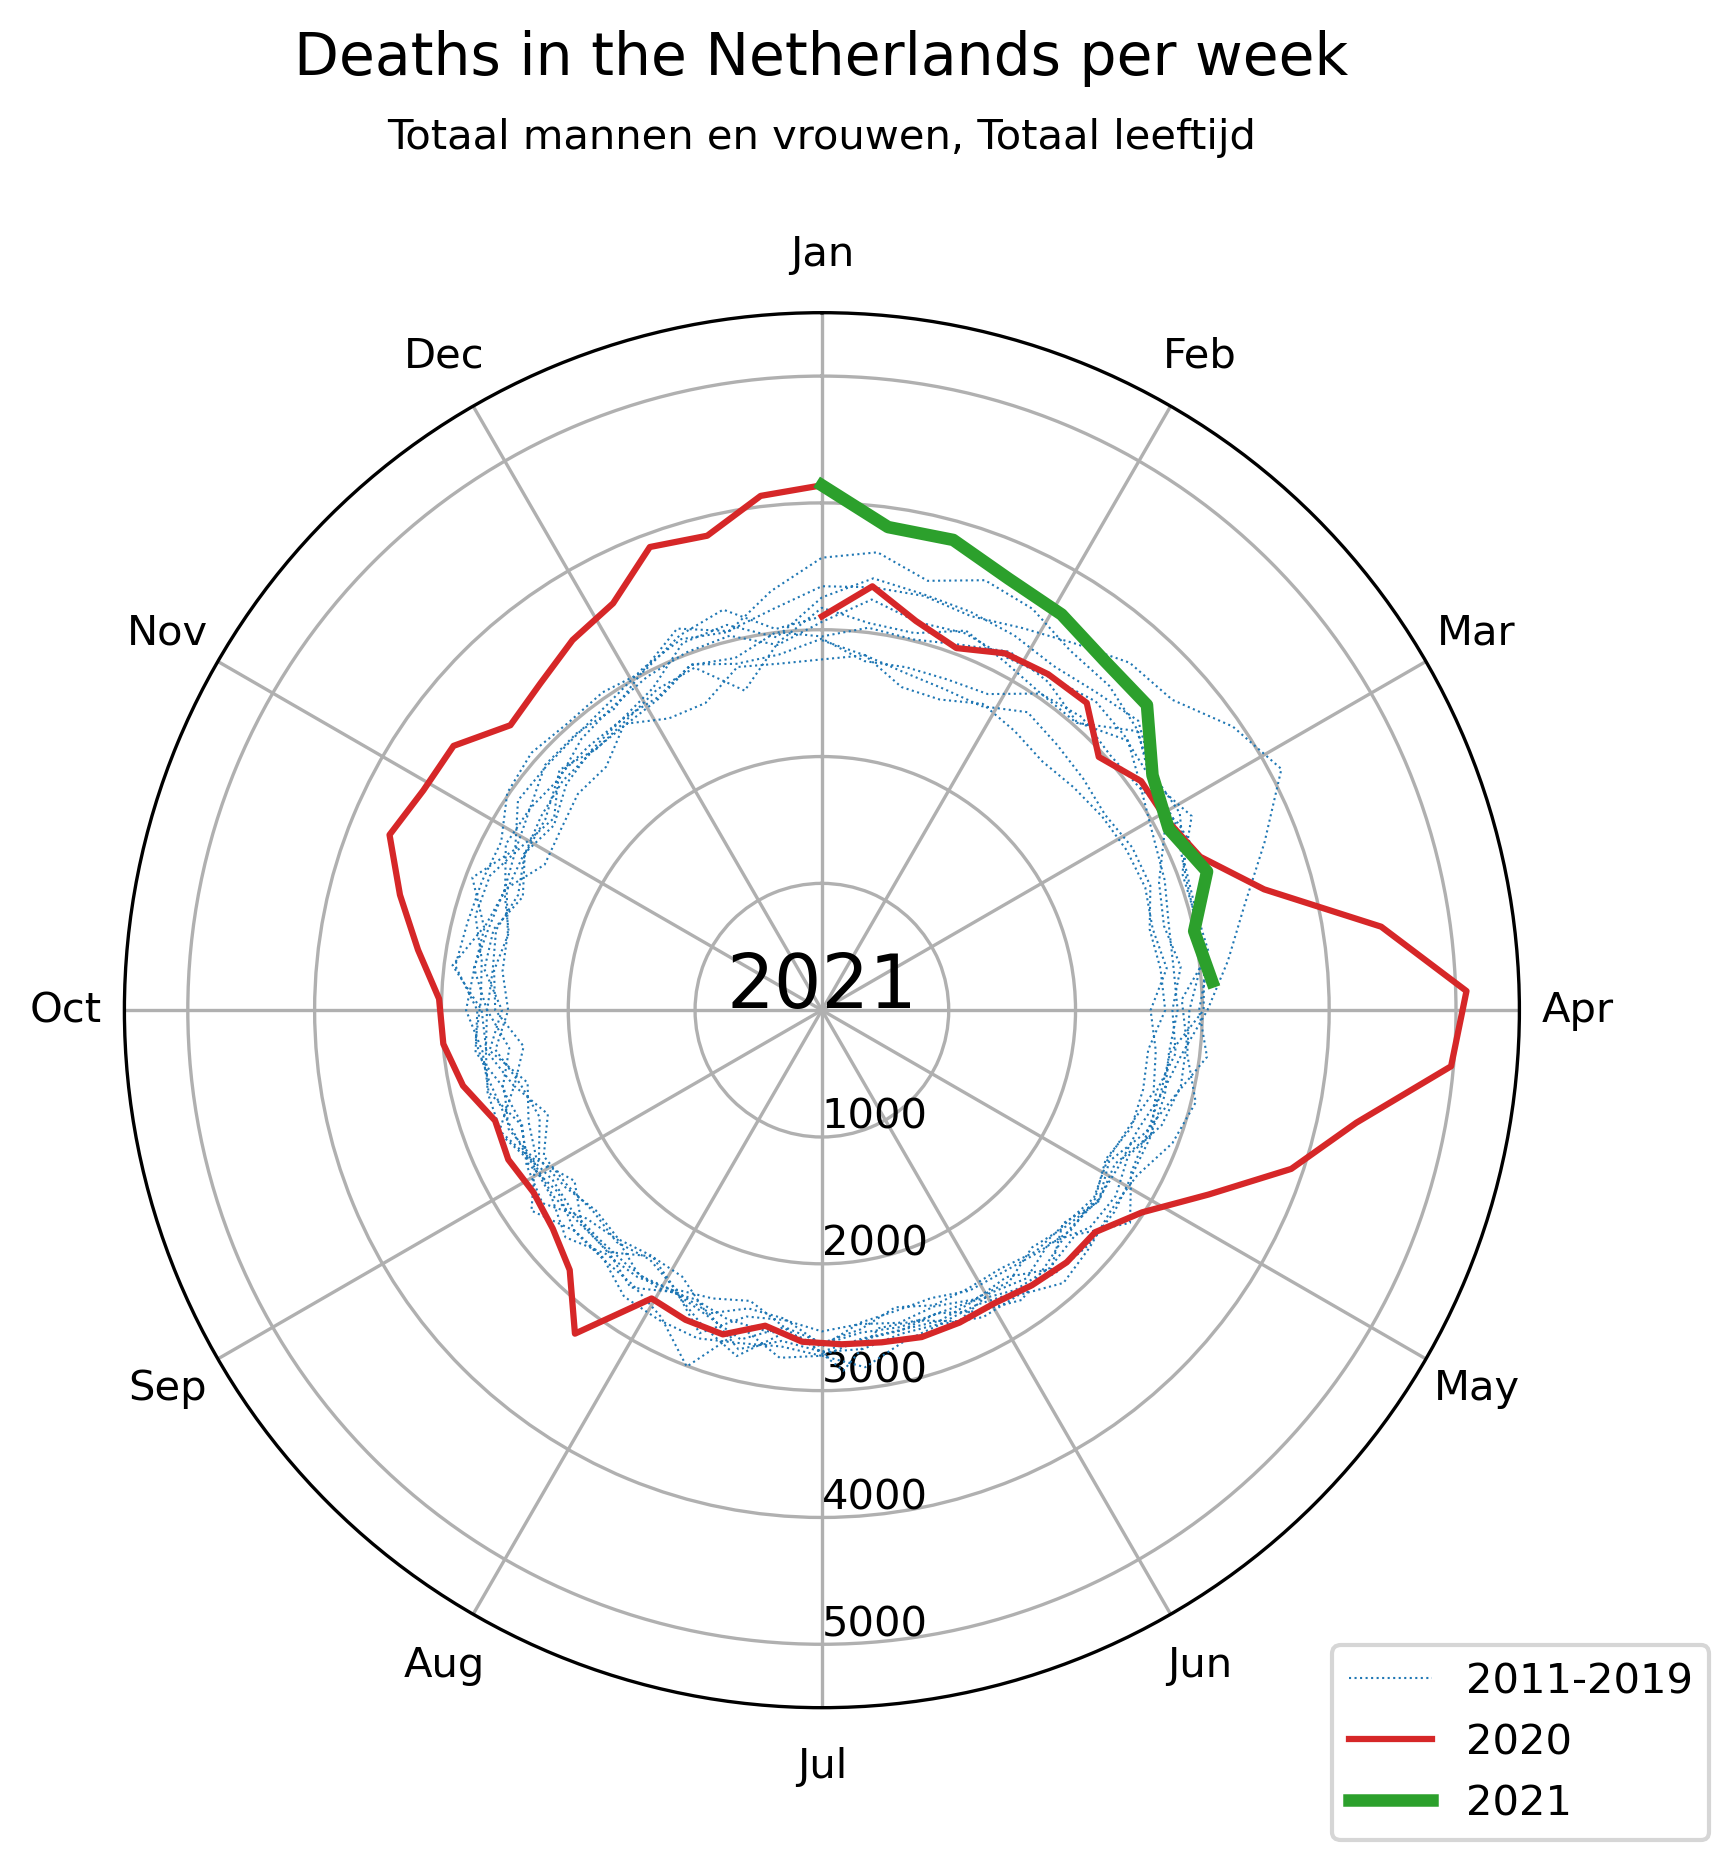 Deaths in the Netherlands per week
Totaal mannen en vrouwen, Totaal leeftijd
Jan
Dec
Feb
Nov
Mar
2021
Oct
Apr
1000
2000
3000
Sep
May
4000
5000
Aug
Jun
Jul
2011-2019
2020
2021